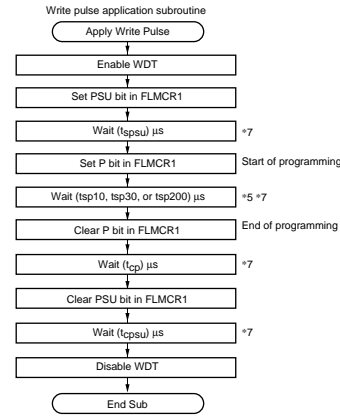 Write pulse application subroutine
Apply Write Pulse
Enable WDT
Set PSU bit in FLMCR1
Wait (tspsu) μs *7
Set P bit in FLMCR1 Start of programming
Wait (tsp10, tsp30, or tsp200) μs *5 *7
Clear P bit in FLMCR1 End of programming
Wait (tcp) μs *7
Clear PSU bit in FLMCR1
Wait (tcpsu) μs *7
Disable WDT
End Sub